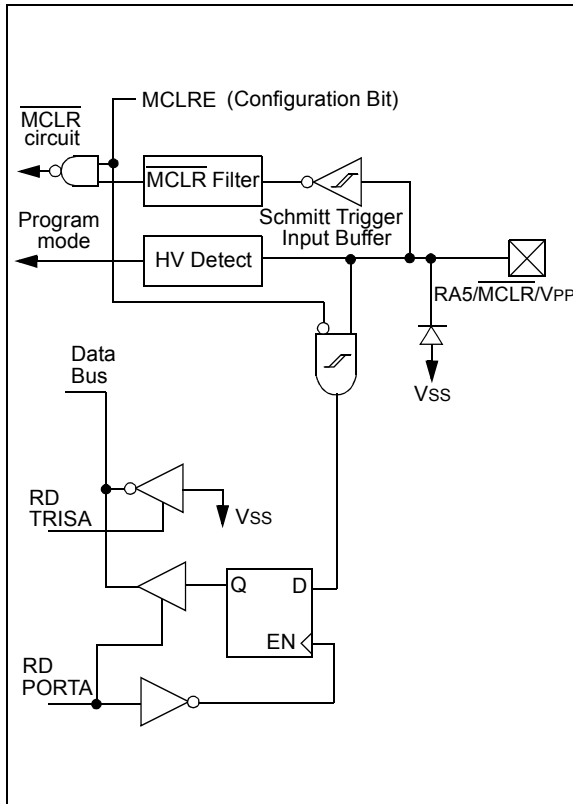 MCLRE (Configuration Bit)
MCLR
circuit
MCLR Filter
Schmitt Trigger
Input Buffer
Program
mode
HV Detect
RA5/MCLR/VPP
VSS
Data
Bus
RD
TRISA
VSS
Q
D
EN
RD
PORTA